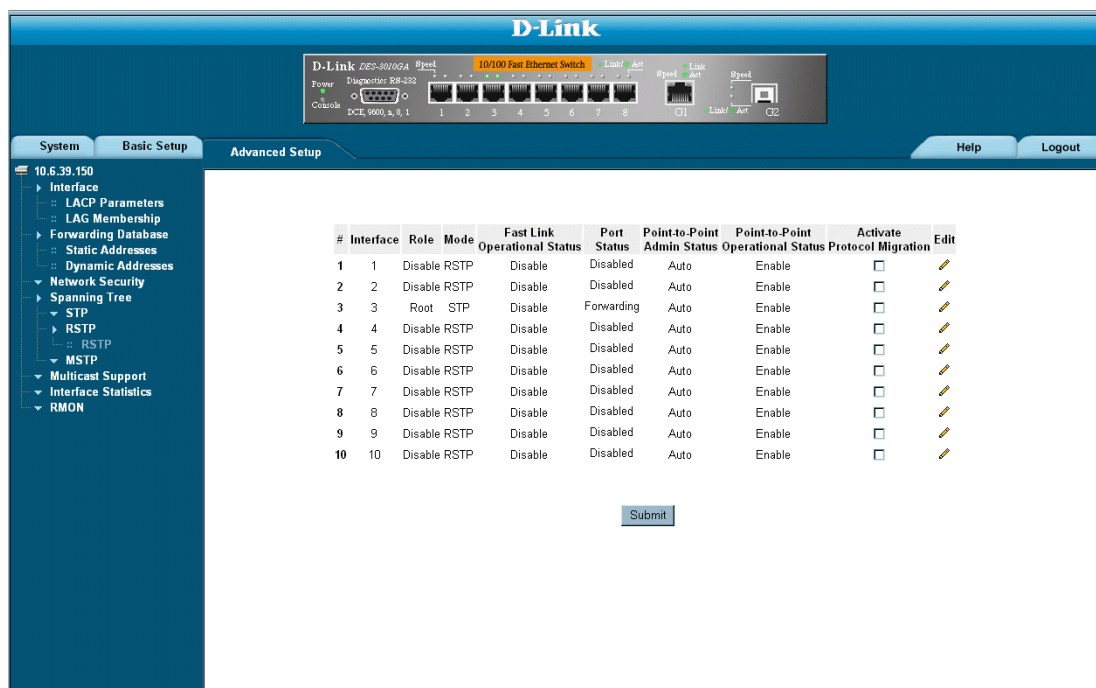 D-Link
D-Link DES-3010GA Speed 10/100 Fast Ethernet Switch Link/ Act
Power Diagnostics RS-232
Console DCE, 9600, n, 8, 1
1 2 3 4 5 6 7 8
Speed Link Act
G1
Speed
Link/ Act G2
System Basic Setup Advanced Setup Help Logout
10.6.39.150
Interface
LACP Parameters
LAG Membership
Forwarding Database
Static Addresses
Dynamic Addresses
Network Security
Spanning Tree
STP
RSTP
RSTP
MSTP
Multicast Support
Interface Statistics
RMON
# Interface Role Mode Fast Link Operational Status Port Status Point-to-Point Admin Status Point-to-Point Operational Status Activate Protocol Migration Edit
1 1 Disable RSTP Disable Disabled Auto Enable
2 2 Disable RSTP Disable Disabled Auto Enable
3 3 Root STP Disable Forwarding Auto Enable
4 4 Disable RSTP Disable Disabled Auto Enable
5 5 Disable RSTP Disable Disabled Auto Enable
6 6 Disable RSTP Disable Disabled Auto Enable
7 7 Disable RSTP Disable Disabled Auto Enable
8 8 Disable RSTP Disable Disabled Auto Enable
9 9 Disable RSTP Disable Disabled Auto Enable
10 10 Disable RSTP Disable Disabled Auto Enable
Submit